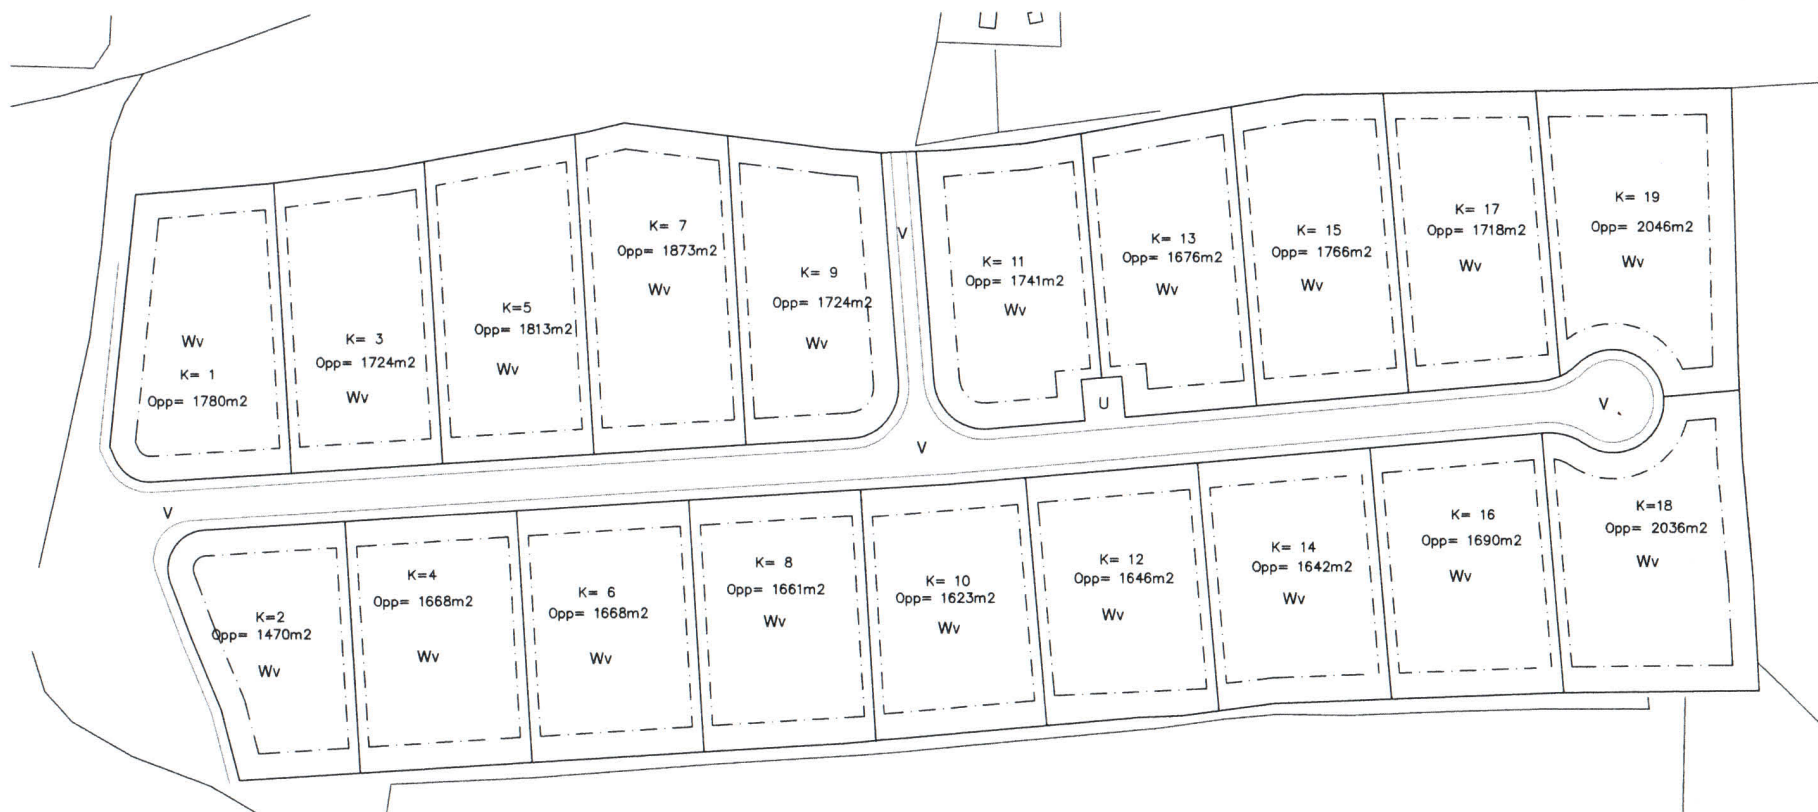 Wv
K= 1
Opp= 1780m2
K= 3
Opp= 1724m2
Wv
K=5
Opp= 1813m2
Wv
K= 7
Opp= 1873m2
Wv
K= 9
Opp= 1724m2
Wv
V
K= 11
Opp= 1741m2
Wv
K= 13
Opp= 1676m2
Wv
K= 15
Opp= 1766m2
Wv
K= 17
Opp= 1718m2
Wv
K= 19
Opp= 2046m2
Wv
U
V
V
V
K=2
Opp= 1470m2
Wv
K=4
Opp= 1668m2
Wv
K= 6
Opp= 1668m2
Wv
K= 8
Opp= 1661m2
Wv
K= 10
Opp= 1623m2
Wv
K= 12
Opp= 1646m2
Wv
K= 14
Opp= 1642m2
Wv
K= 16
Opp= 1690m2
Wv
K=18
Opp= 2036m2
Wv